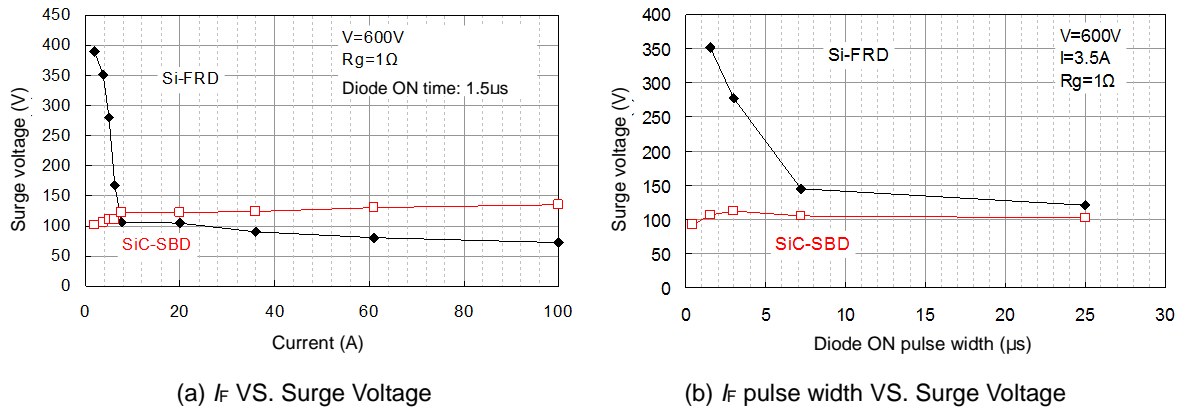 Surge voltage (V)
450
400
350
300
250
200
150
100
50
0
V=600V
Rg=1Ω
Diode ON time: 1.5us
Si-FRD
SiC-SBD
0 20 40 60 80 100
Current (A)
(a) IF VS. Surge Voltage
Surge voltage (V)
400
350
300
250
200
150
100
50
0
V=600V
I=3.5A
Rg=1Ω
Si-FRD
SiC-SBD
0 5 10 15 20 25 30
Diode ON pulse width (µs)
(b) IF pulse width VS. Surge Voltage